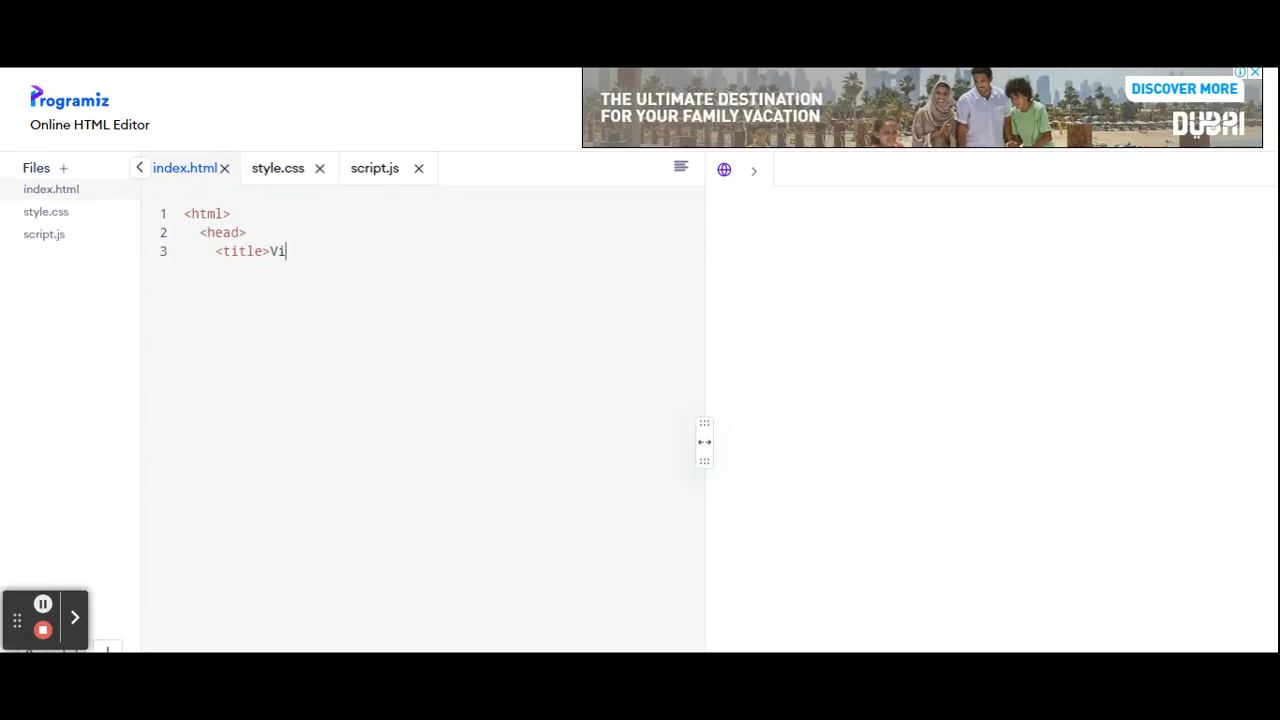 Programiz
Online HTML Editor
THE ULTIMATE DESTINATION
FOR YOUR FAMILY VACATION
DISCOVER MORE
DUBAI
Files +
index.html
style.css
script.js
index.html
style.css
script.js
1 <html>
2 <head>
3 <title>Vi